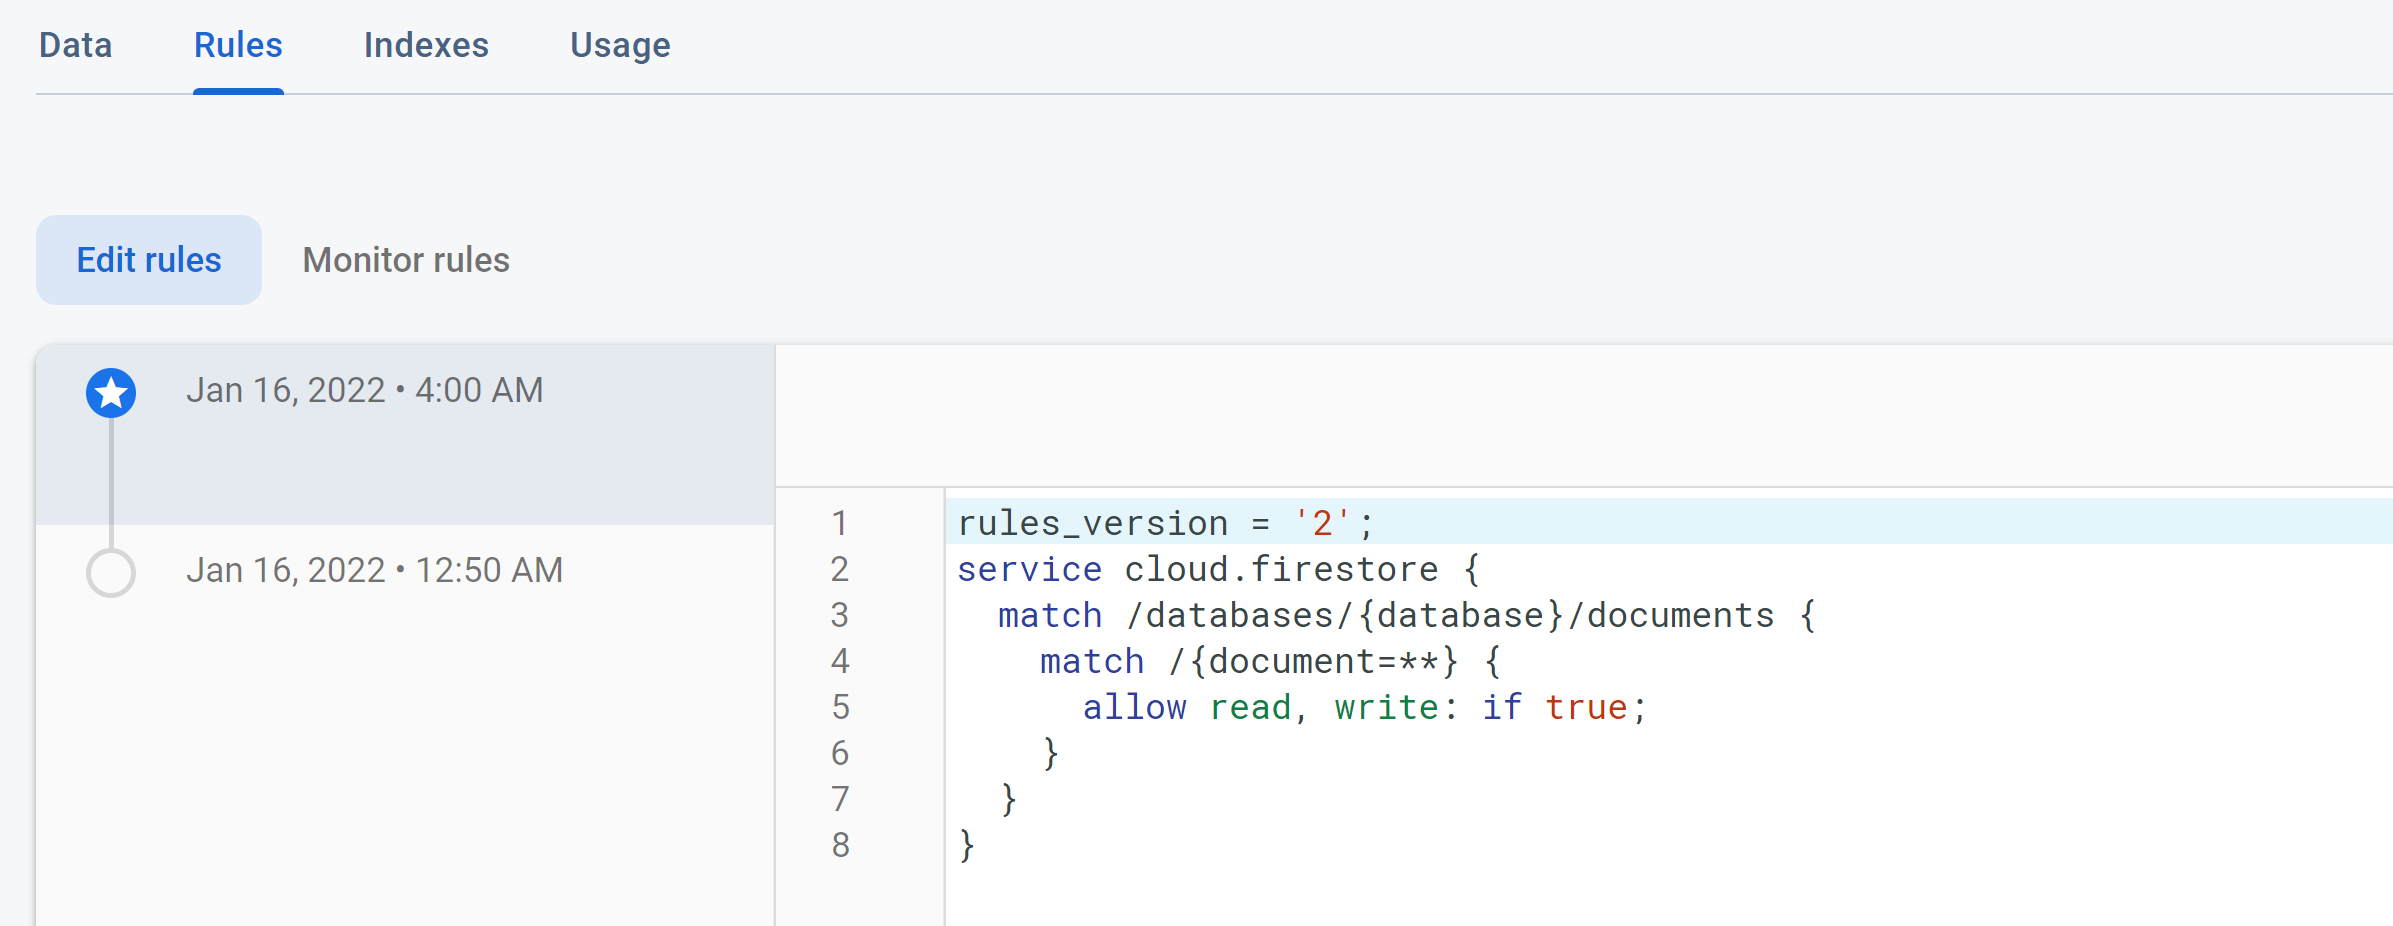 Data Rules Indexes Usage
Edit rules Monitor rules
Jan 16, 2022 • 4:00 AM
Jan 16, 2022 • 12:50 AM
1 rules_version = '2';
2 service cloud.firestore {
3   match /databases/{database}/documents {
4     match /{document=**} {
5       allow read, write: if true;
6     }
7   }
8 }